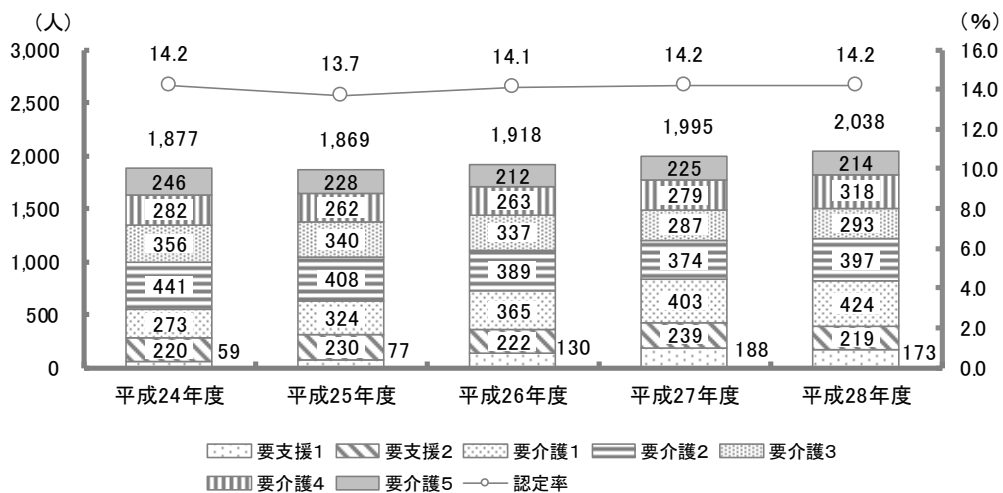 （人）
（%）
3,000
2,500
2,000
1,500
1,000
500
0
16.0
14.0
12.0
10.0
8.0
6.0
4.0
2.0
0.0
14.2 13.7 14.1 14.2 14.2
1,877 1,869 1,918 1,995 2,038
246 228 212 225 214
282 262 263 279 318
356 340 337 287 293
441 408 389 374 397
273 324 365 403 424
220 230 222 239 219
59 77 130 188 173
平成24年度 平成25年度 平成26年度 平成27年度 平成28年度
要支援1 要支援2 要介護1 要介護2 要介護3
要介護4 要介護5 認定率